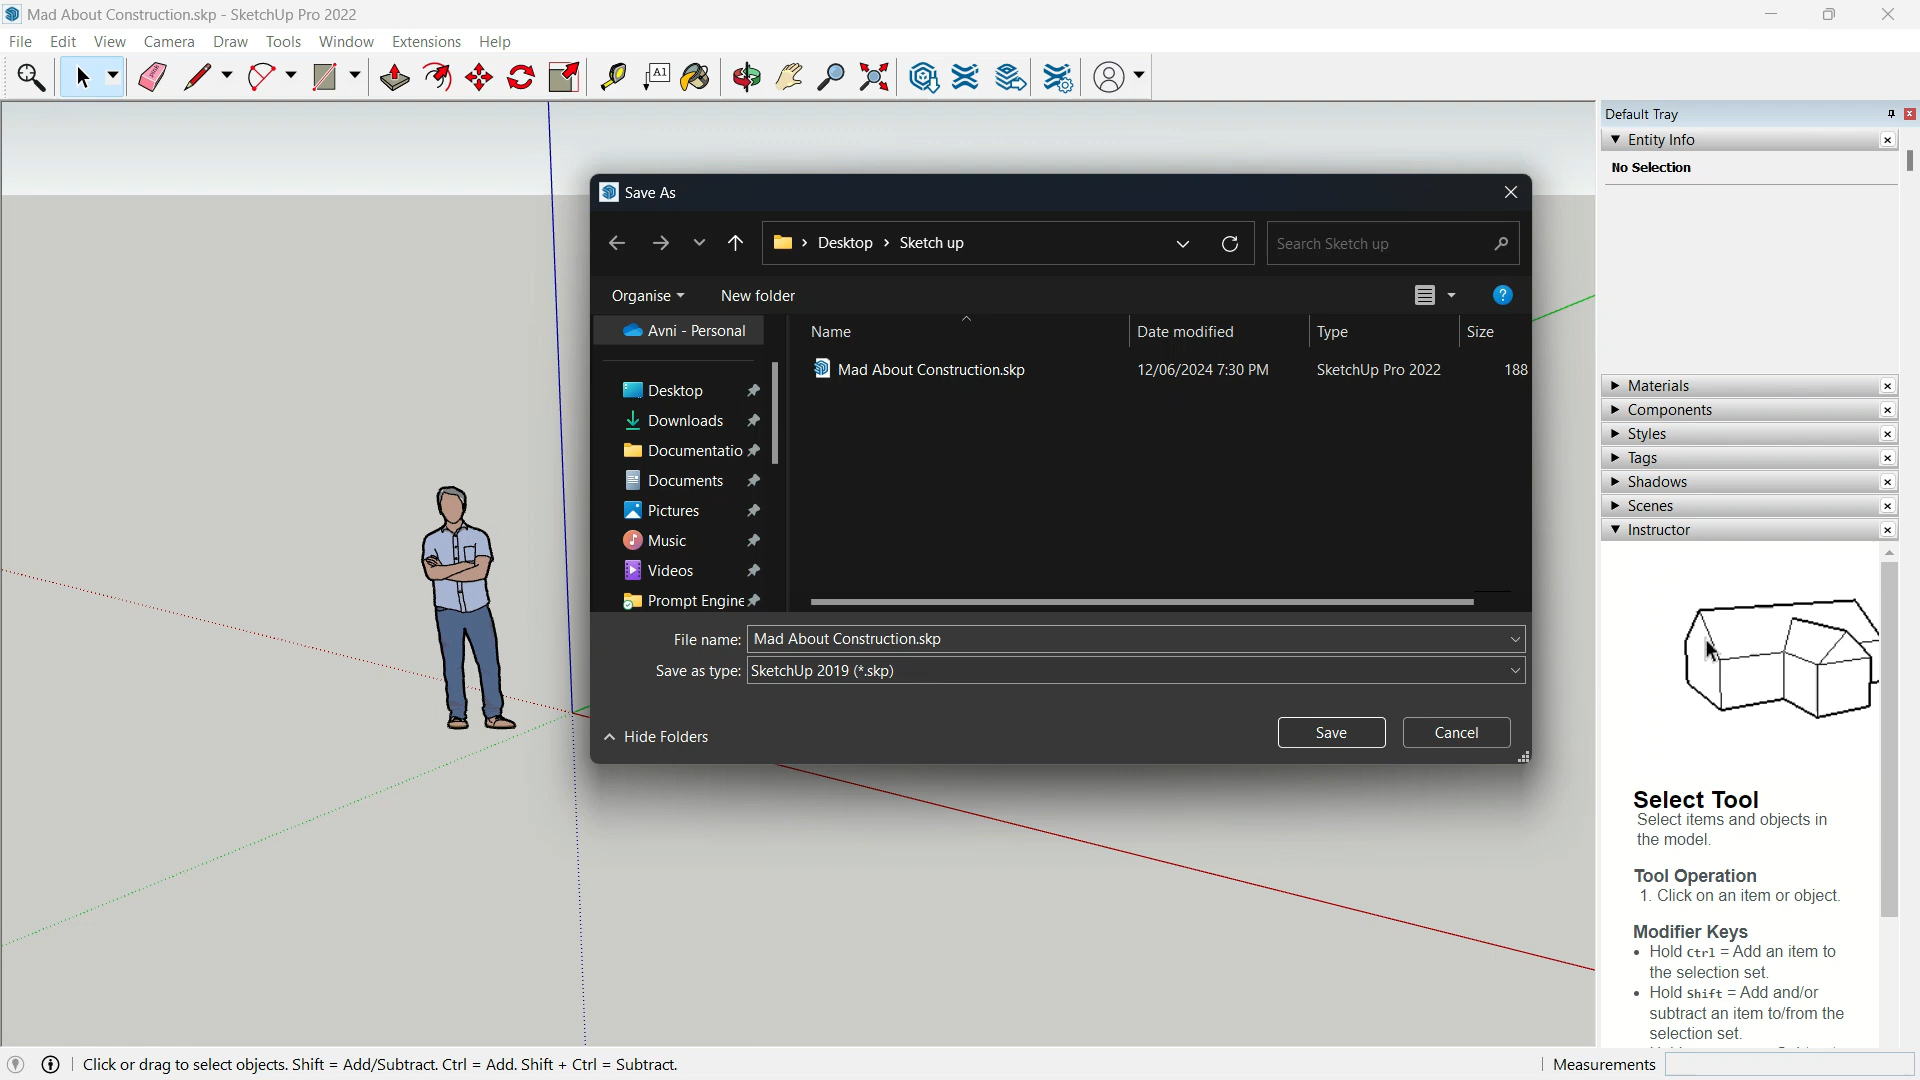 Mad About Construction.skp - SketchUp Pro 2022
File Edit View Camera Draw Tools Window Extensions Help
A1
Default Tray
Entity Info
No Selection
Save As
Desktop › Sketch up
Search Sketch up
Organise New folder
Avni - Personal
Name Date modified Type Size
Mad About Construction.skp 12/06/2024 7:30 PM SketchUp Pro 2022 188
Desktop
Downloads
Documentatio
Documents
Pictures
Music
Videos
Prompt Engine
File name: Mad About Construction.skp
Save as type: SketchUp 2019 (*.skp)
Hide Folders
Save Cancel
Materials
Components
Styles
Tags
Shadows
Scenes
Instructor
Select Tool
Select items and objects in
the model.
Tool Operation
1. Click on an item or object.
Modifier Keys
• Hold Ctrl = Add an item to
the selection set.
• Hold Shift = Add and/or
subtract an item to/from the
selection set.
Click or drag to select objects. Shift = Add/Subtract. Ctrl = Add. Shift + Ctrl = Subtract.
Measurements